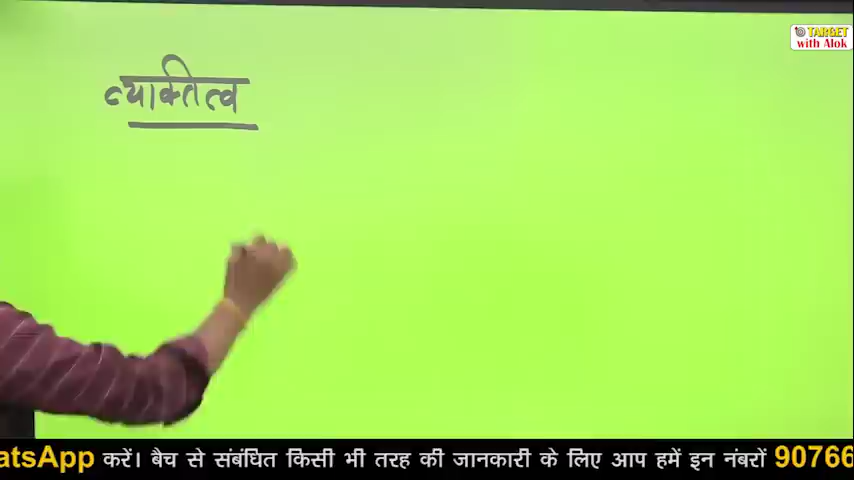 TARGET
with Alok
व्यक्तित्व
atsApp करें। बैच से संबंधित किसी भी तरह की जानकारी के लिए आप हमें इन नंबरों 90766